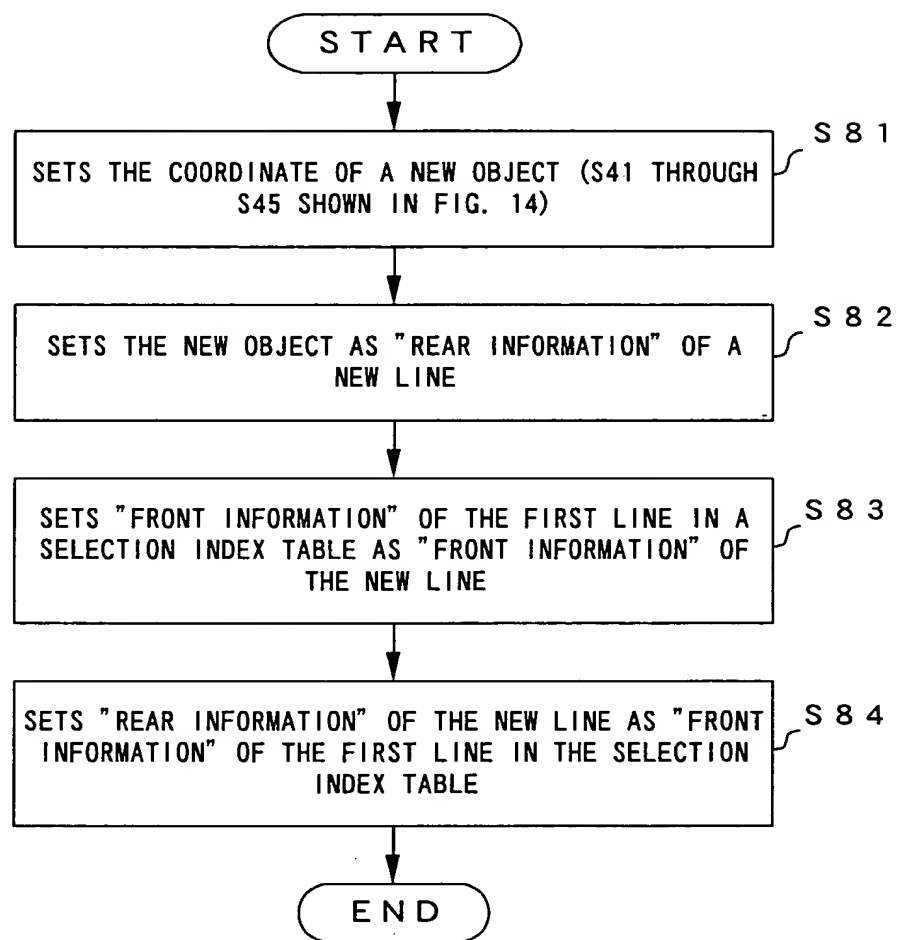 START
S81
SETS THE COORDINATE OF A NEW OBJECT (S41 THROUGH
S45 SHOWN IN FIG. 14)
S82
SETS THE NEW OBJECT AS "REAR INFORMATION" OF A
NEW LINE
S83
SETS "FRONT INFORMATION" OF THE FIRST LINE IN A
SELECTION INDEX TABLE AS "FRONT INFORMATION" OF
THE NEW LINE
S84
SETS "REAR INFORMATION" OF THE NEW LINE AS "FRONT
INFORMATION" OF THE FIRST LINE IN THE SELECTION
INDEX TABLE
END